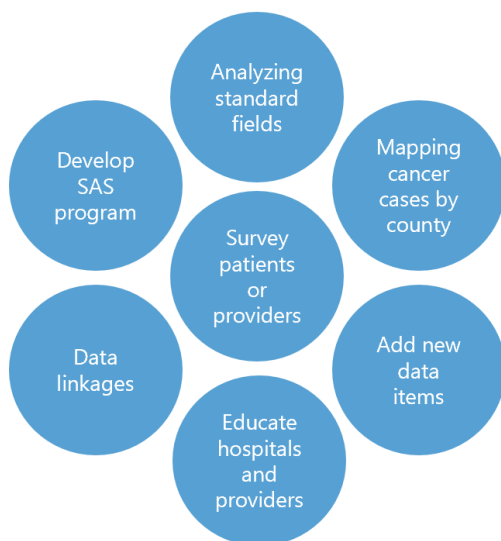 Analyzing
standard
fields
Develop
SAS
program
Mapping
cancer
cases by
county
Survey
patients
or
providers
Data
linkages
Add new
data
items
Educate
hospitals
and
providers